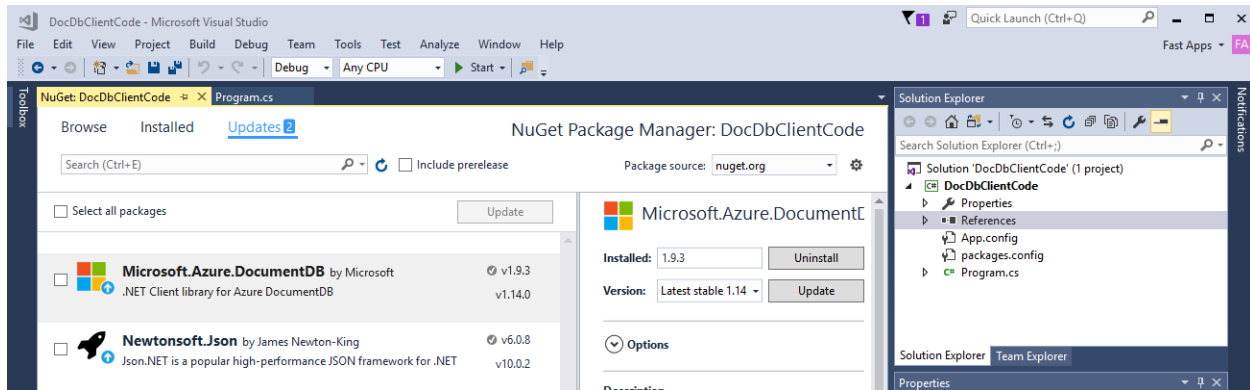 DocDbClientCode - Microsoft Visual Studio
1
Quick Launch (Ctrl+Q)
File Edit View Project Build Debug Team Tools Test Analyze Window Help
Fast Apps FA
Debug Any CPU Start
Toolbox
NuGet: DocDbClientCode Program.cs
Browse Installed Updates 2
NuGet Package Manager: DocDbClientCode
Search (Ctrl+E) Include prerelease
Package source: nuget.org
Select all packages Update
Microsoft.Azure.DocumentDB by Microsoft v1.9.3
.NET Client library for Azure DocumentDB v1.14.0
Newtonsoft.Json by James Newton-King v6.0.8
Json.NET is a popular high-performance JSON framework for .NET v10.0.2
Microsoft.Azure.Document
Installed: 1.9.3 Uninstall
Version: Latest stable 1.14 Update
Options
Description
Solution Explorer
Search Solution Explorer (Ctrl+;)
Solution 'DocDbClientCode' (1 project)
C# DocDbClientCode
Properties
References
App.config
packages.config
C# Program.cs
Solution Explorer Team Explorer
Properties
Notifications